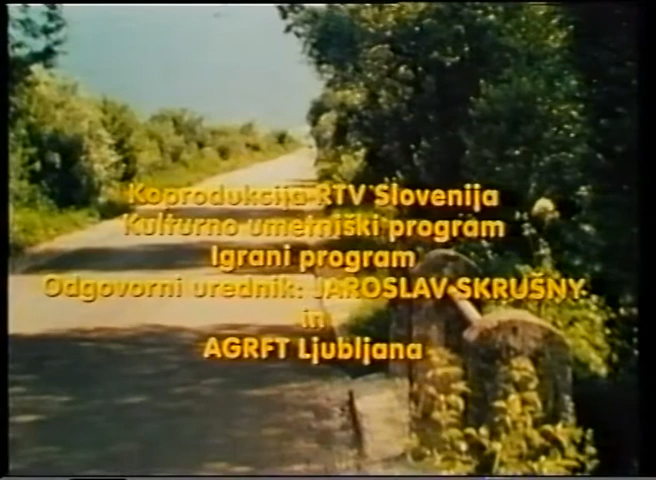 Koprodukcija RTV Slovenija
Kulturno umetniški program
Igrani program
Odgovorni urednik: JAROSLAV SKRUŠNY
in
AGRFT Ljubljana